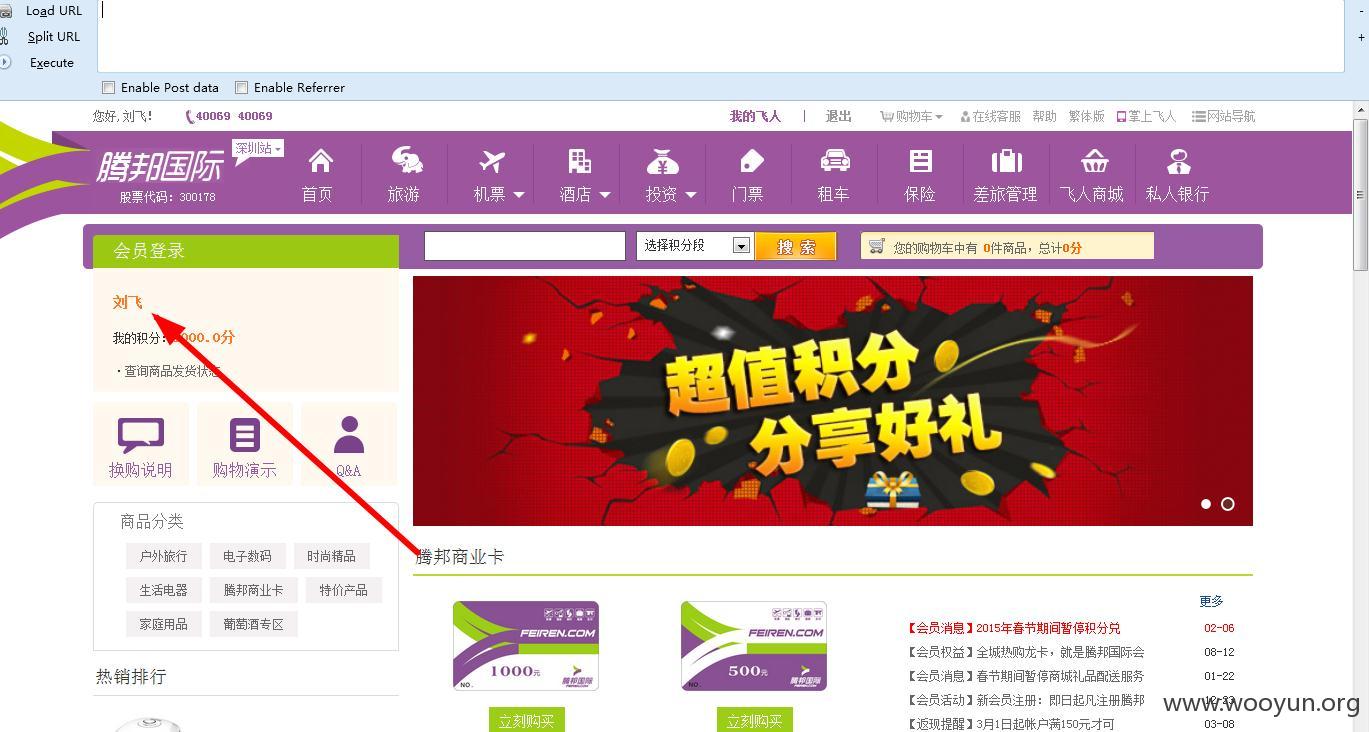 Load URL
Split URL
Execute
Enable Post data Enable Referrer
您好, 刘飞! 40069 40069 我的飞人 | 退出 购物车 在线客服 帮助 繁体版 掌上飞人 网站导航
腾邦国际 深圳站
股票代码: 300178
首页 旅游 机票 酒店 投资 门票 租车 保险 差旅管理 飞人商城 私人银行
会员登录 选择积分段 搜 索 您的购物车中有 0件商品，总计0分
刘飞
我的积分: 000.0分
·查询商品发货状态
超值积分
分享好礼
换购说明 购物演示 Q&A
商品分类
户外旅行 电子数码 时尚精品
生活电器 腾邦商业卡 特价产品
家庭用品 葡萄酒专区
热销排行
腾邦商业卡
更多
FEIREN.COM
1000元
NO.
腾邦国际
FEIREN.COM
立刻购买
FEIREN.COM
500元
NO.
腾邦国际
FEIREN.COM
立刻购买
【会员消息】2015年春节期间暂停积分兑 02-06
【会员权益】全城热购龙卡，就是腾邦国际会 08-12
【会员消息】春节期间暂停商城礼品配送服务 01-22
【会员活动】新会员注册：即日起凡注册腾邦 12-23
【返现提醒】3月1日起帐户满150元才可 03-08
www.wooyun.org